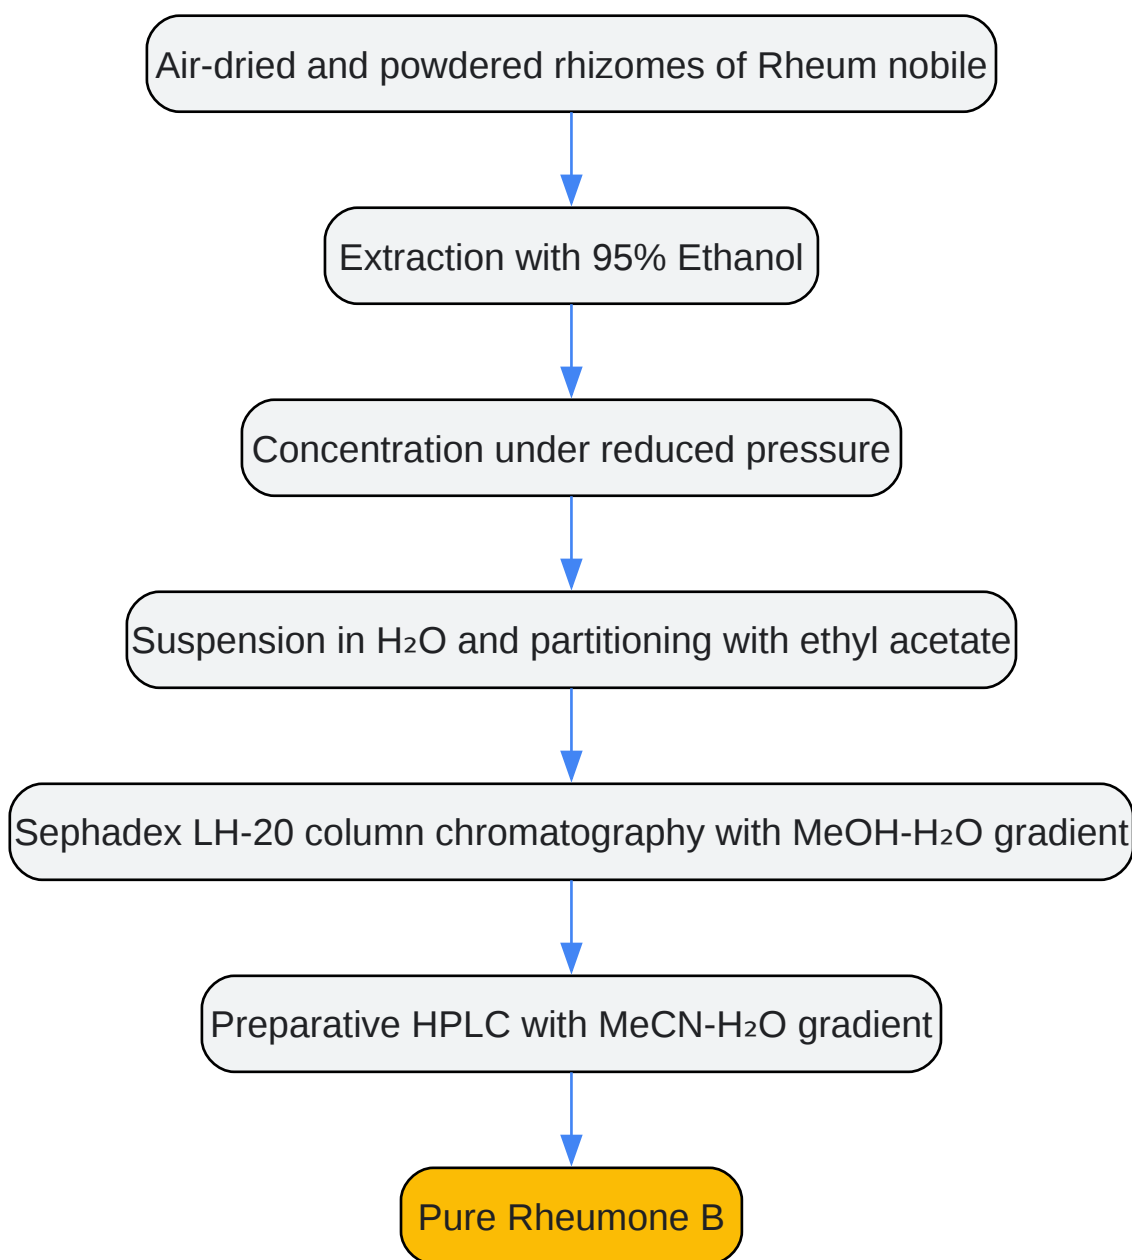 Air-dried and powdered rhizomes of Rheum nobile
Extraction with 95% Ethanol
Concentration under reduced pressure
Suspension in H₂O and partitioning with ethyl acetate
Sephadex LH-20 column chromatography with MeOH-H₂O gradient
Preparative HPLC with MeCN-H₂O gradient
Pure Rheumone B